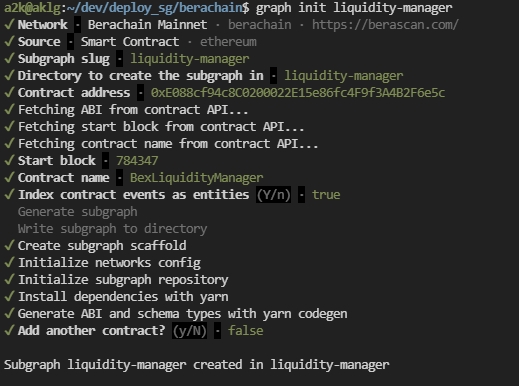 a2k@aklg:~/dev/deploy_sg/berachain$ graph init liquidity-manager
✓ Network · Berachain Mainnet · berachain · https://berascan.com/
✓ Source · Smart Contract · ethereum
✓ Subgraph slug · liquidity-manager
✓ Directory to create the subgraph in · liquidity-manager
✓ Contract address · 0xE088cf94c8C0200022E15e86fc4F9f3A4B2F6e5c
✓ Fetching ABI from contract API...
✓ Fetching start block from contract API...
✓ Fetching contract name from contract API...
✓ Start block · 784347
✓ Contract name · BexLiquidityManager
✓ Index contract events as entities (Y/n) · true
Generate subgraph
Write subgraph to directory
✓ Create subgraph scaffold
✓ Initialize networks config
✓ Initialize subgraph repository
✓ Install dependencies with yarn
✓ Generate ABI and schema types with yarn codegen
✓ Add another contract? (y/N) · false
Subgraph liquidity-manager created in liquidity-manager